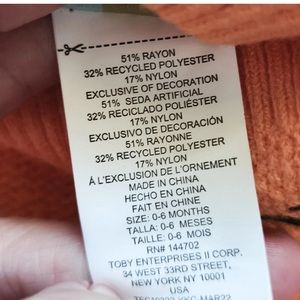 51% RAYON
32% RECYCLED POLYESTER
17% NYLON
EXCLUSIVE OF DECORATION
51% SEDA ARTIFICIAL
32% RECICLADO POLIÉSTER
17% NYLON
EXCLUSIVO DE DECORACIÓN
51% RAYONNE
32% RECYCLED POLYESTER
17% NYLON
Á L'EXCLUSION DE L'ORNEMENT
MADE IN CHINA
HECHO EN CHINA
FAIT EN CHINE
SIZE: 0-6 MONTHS
TALLA: 0-6 MESES
TAILLE: 0-6 MOIS
RN# 144702
TOBY ENTERPRISES II CORP.
34 WEST 33RD STREET,
NEW YORK NY 10001
USA